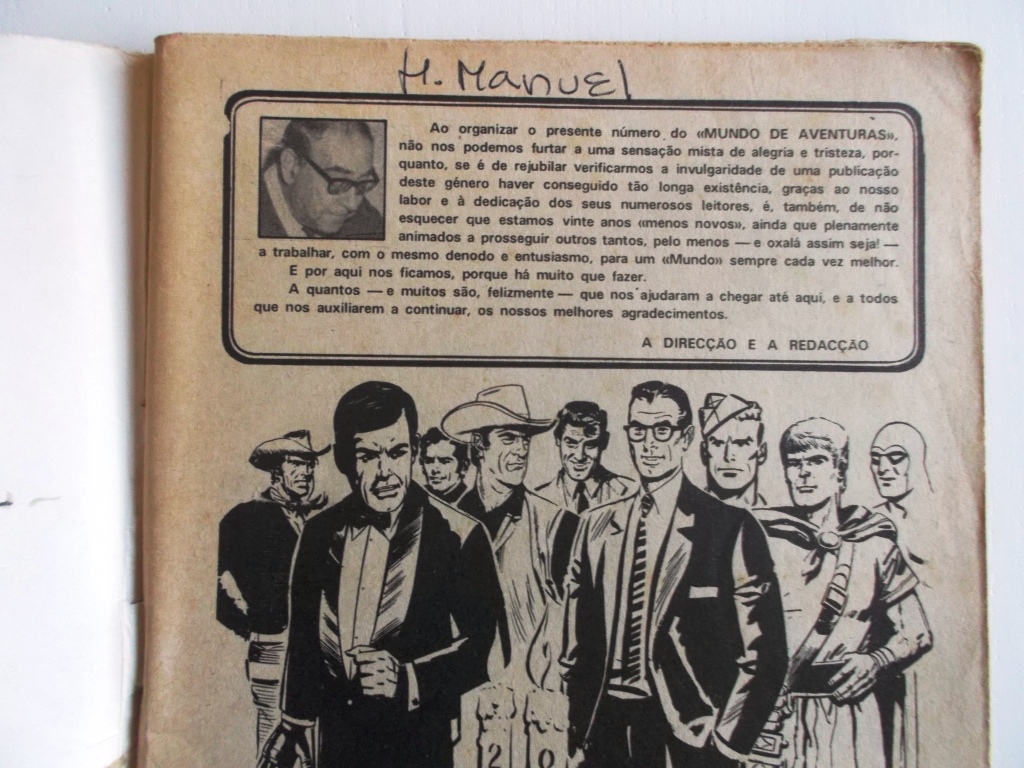 H. Manuel
Ao organizar o presente número do «MUNDO DE AVENTURAS»,
não nos podemos furtar a uma sensação mista de alegria e tristeza, por-
quanto, se é de rejubilar verificarmos a invulgaridade de uma publicação
deste género haver conseguido tão longa existência, graças ao nosso
labor e à dedicação dos seus numerosos leitores, é, também, de não
esquecer que estamos vinte anos «menos novos», ainda que plenamente
animados a prosseguir outros tantos, pelo menos — e oxalá assim seja! —
a trabalhar, com o mesmo denodo e entusiasmo, para um «Mundo» sempre cada vez melhor.
E por aqui nos ficamos, porque há muito que fazer.
A quantos — e muitos são, felizmente — que nos ajudaram a chegar até aqui, e a todos
que nos auxiliarem a continuar, os nossos melhores agradecimentos.
A DIRECÇÃO E A REDACÇÃO
2 0